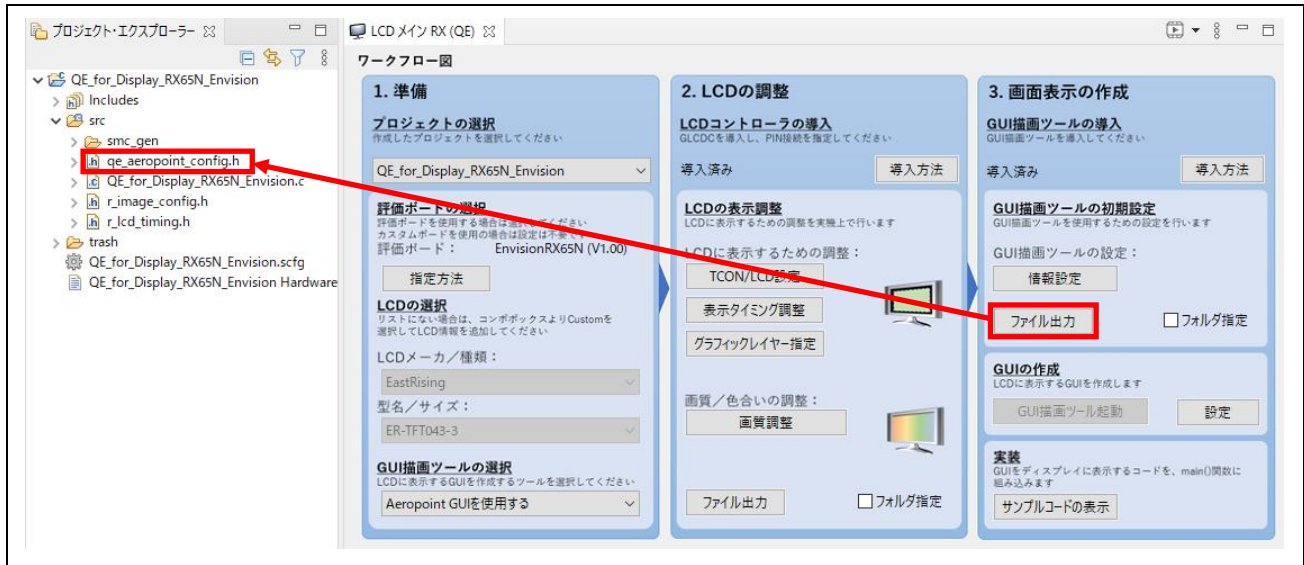 プロジェクト・エクスプローラー
QE_for_Display_RX65N_Envision
Includes
src
smc_gen
qe_aeropoint_config.h
QE_for_Display_RX65N_Envision.c
r_image_config.h
r_lcd_timing.h
trash
QE_for_Display_RX65N_Envision.scfg
QE_for_Display_RX65N_Envision Hardware
LCD メイン RX (QE)
ワークフロー図
1. 準備
プロジェクトの選択
作成したプロジェクトを選択してください
QE_for_Display_RX65N_Envision
評価ボードの選択
評価ボードを使用する場合は選択してください
カスタムボードを使用の場合は設定は不要です
評価ボード： EnvisionRX65N (V1.00)
指定方法
LCDの選択
リストにない場合は、コンボボックスよりCustomを
選択してLCD情報を追加してください
LCDメーカ／種類：
EastRising
型名／サイズ：
ER-TFT043-3
GUI描画ツールの選択
LCDに表示するGUIを作成するツールを選択してください
Aeropoint GUIを使用する
2. LCDの調整
LCDコントローラの導入
GLCDCを導入し、PIN接続を指定してください
導入済み 導入方法
LCDの表示調整
LCDに表示するための調整を実機上で行います
LCDに表示するための調整：
TCON/LCD設定
表示タイミング調整
グラフィックレイヤー指定
画質／色合いの調整：
画質調整
ファイル出力 フォルダ指定
3. 画面表示の作成
GUI描画ツールの導入
GUI描画ツールを導入してください
導入済み 導入方法
GUI描画ツールの初期設定
GUI描画ツールを使用するための設定を行います
GUI描画ツールの設定：
情報設定
ファイル出力 フォルダ指定
GUIの作成
LCDに表示するGUIを作成します
GUI描画ツール起動 設定
実装
GUIをディスプレイに表示するコードを、main()関数に
組み込みます
サンプルコードの表示